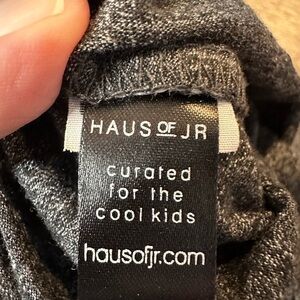 HAUS OF JR
curated
for the
cool kids
hausofjr.com